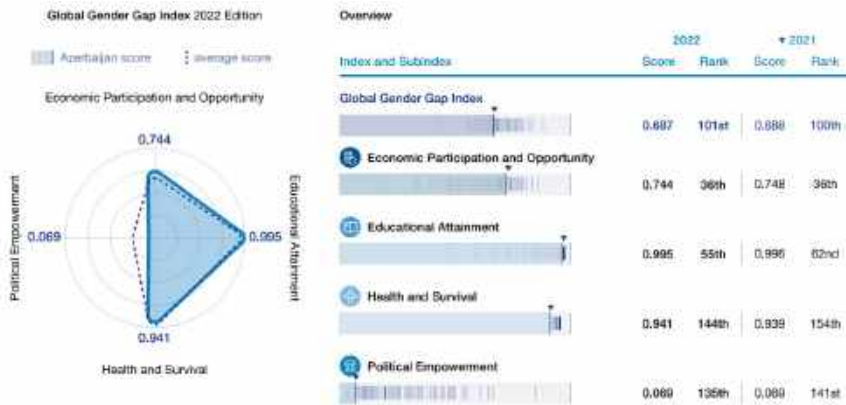 Global Gender Gap Index 2022 Edition
Azerbaijan score
average score
Economic Participation and Opportunity
0.744
Political Empowerment
0.069
0.995
Educational Attainment
0.941
Health and Survival
Overview
2022
2021
Index and Subindex
Score Rank Score Rank
Global Gender Gap Index
0.687 101st 0.688 100th
Economic Participation and Opportunity
0.744 36th 0.748 36th
Educational Attainment
0.995 55th 0.996 62nd
Health and Survival
0.941 144th 0.939 154th
Political Empowerment
0.069 135th 0.069 141st